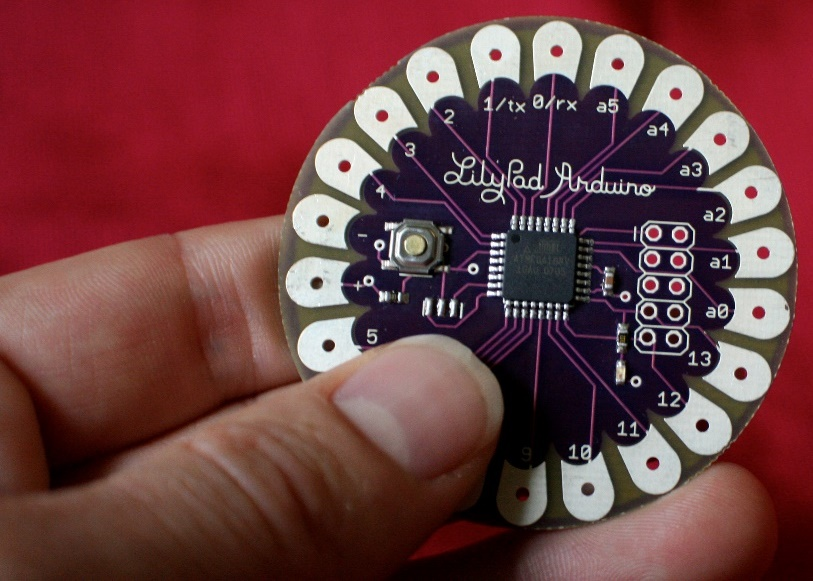 1/tx 0/rx a5
2
a4
3
a3
LilyPad Arduino
4
a2
-
a1
+
a0
5
13
12
11
9 10